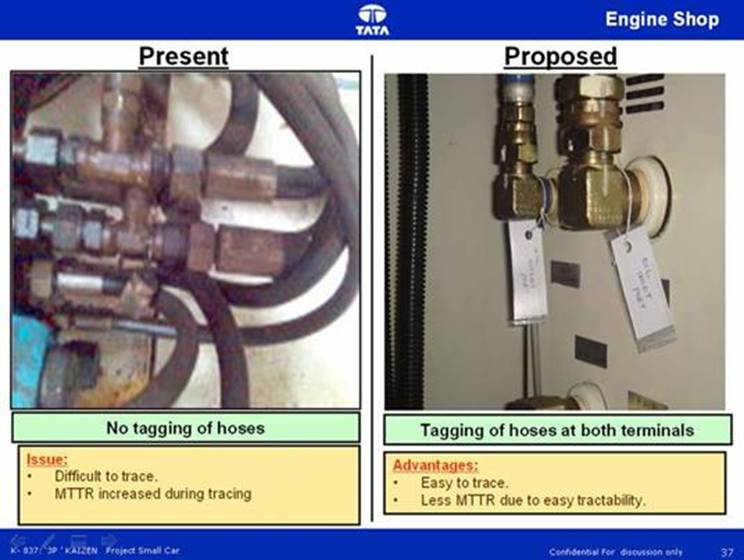 TATA
Engine Shop
Present
Proposed
No tagging of hoses
Issue:
• Difficult to trace.
• MTTR increased during tracing
Tagging of hoses at both terminals
Advantages:
• Easy to trace.
• Less MTTR due to easy tractability.
K- 837: 3P ' KAIZEN Project Small Car
Confidential For discussion only
37